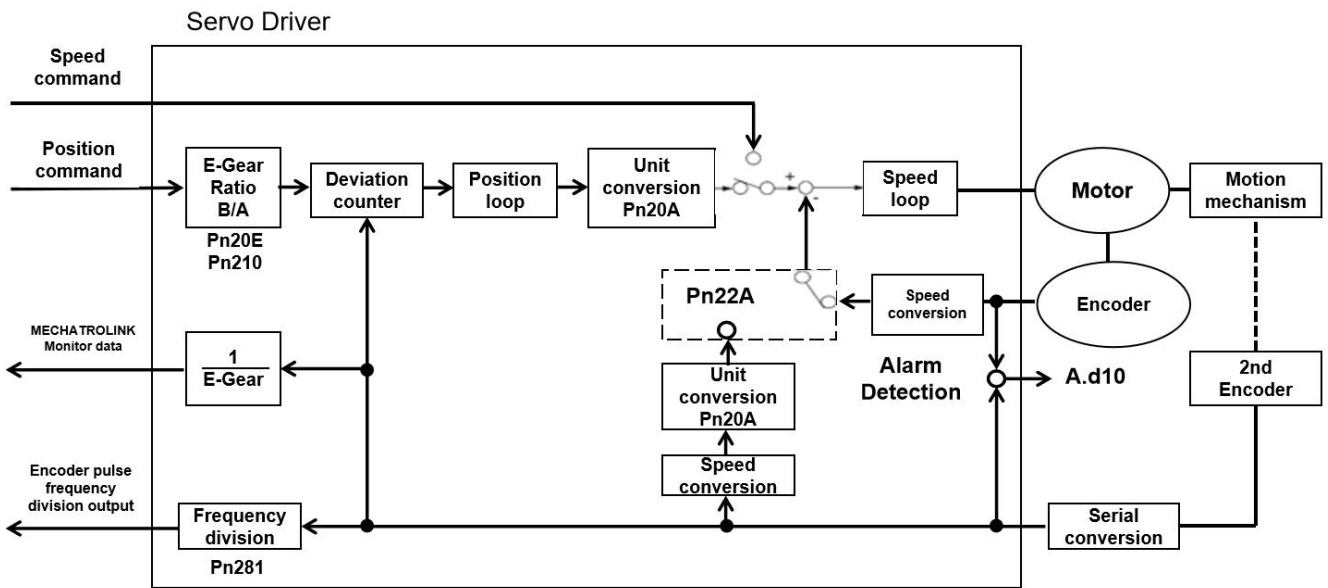 Servo Driver
Speed
command
Position
command
E-Gear
Ratio
B/A
Pn20E
Pn210
Deviation
counter
Position
loop
Unit
conversion
Pn20A
+
-
Speed
loop
Motor
Motion
mechanism
Pn22A
Speed
conversion
Encoder
MECHATROLINK
Monitor data
1
E-Gear
Unit
conversion
Pn20A
Alarm
Detection
A.d10
2nd
Encoder
Speed
conversion
Encoder pulse
frequency
division output
Frequency
division
Pn281
Serial
conversion